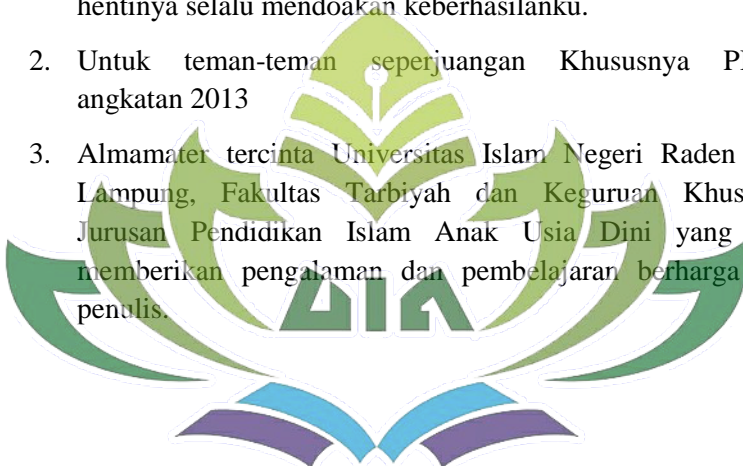 hentinya selalu mendoakan keberhasilanku.
2. Untuk teman-teman seperjuangan Khususnya
angkatan 2013
3. Almamater tercinta Universitas Islam Negeri Raden
Lampung, Fakultas Tarbiyah dan Keguruan
Jurusan Pendidikan Islam Anak Usia Dini yang
memberikan pengalaman dan pembelajaran berharga
penulis.
UIN